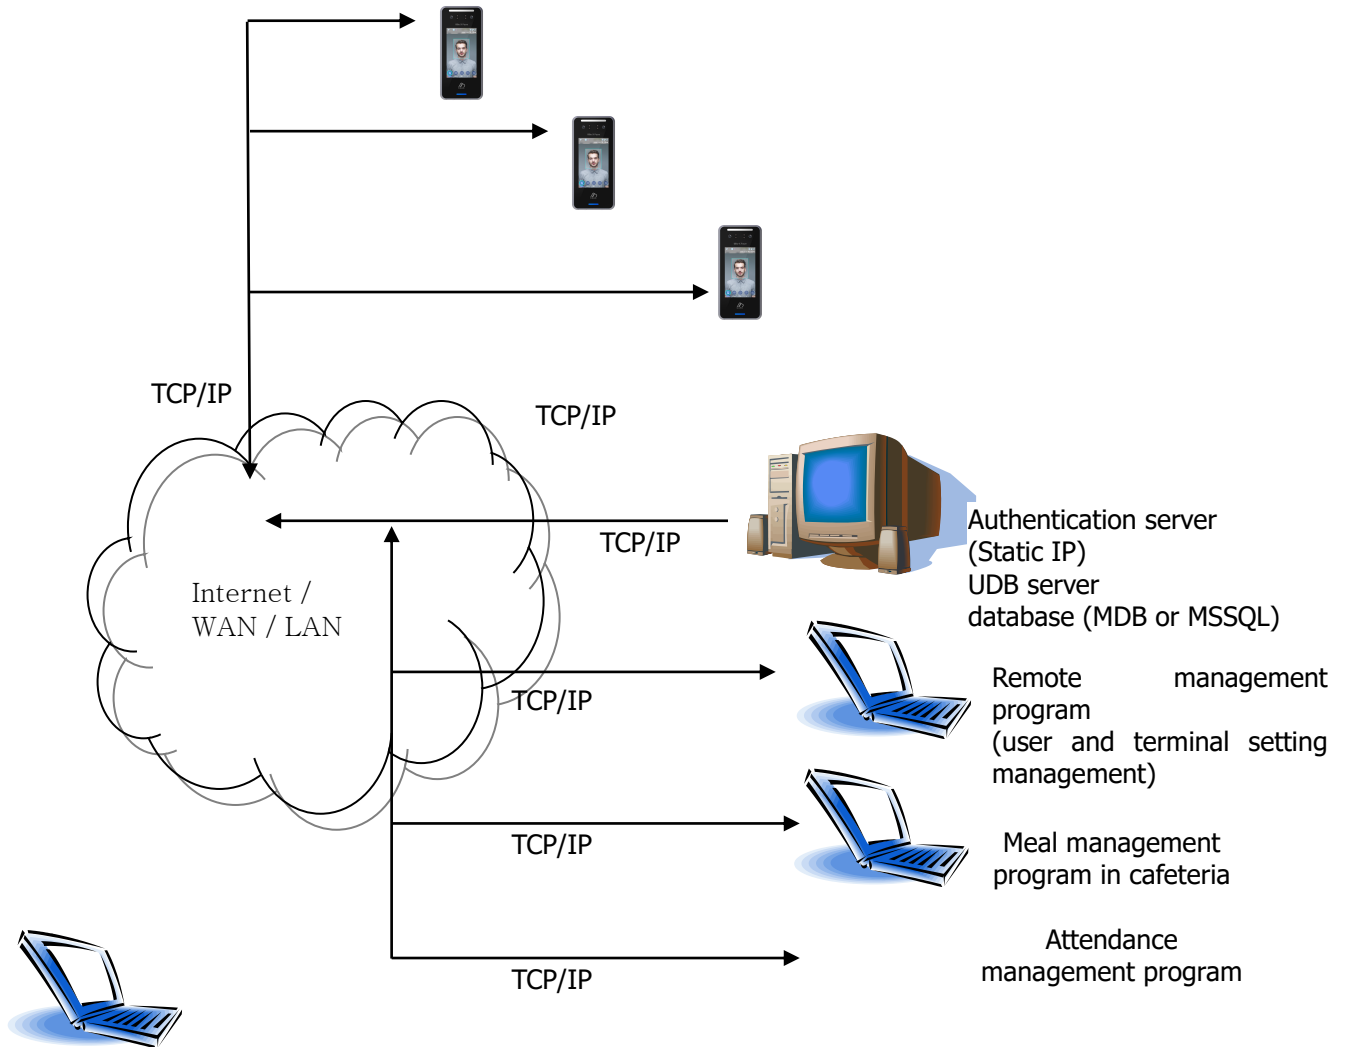 TCP/IP
TCP/IP
TCP/IP
Authentication server
(Static IP)
UDB server
database (MDB or MSSQL)
Internet /
WAN / LAN
TCP/IP
Remote management
program
(user and terminal setting
management)
TCP/IP
Meal management
program in cafeteria
TCP/IP
Attendance
management program